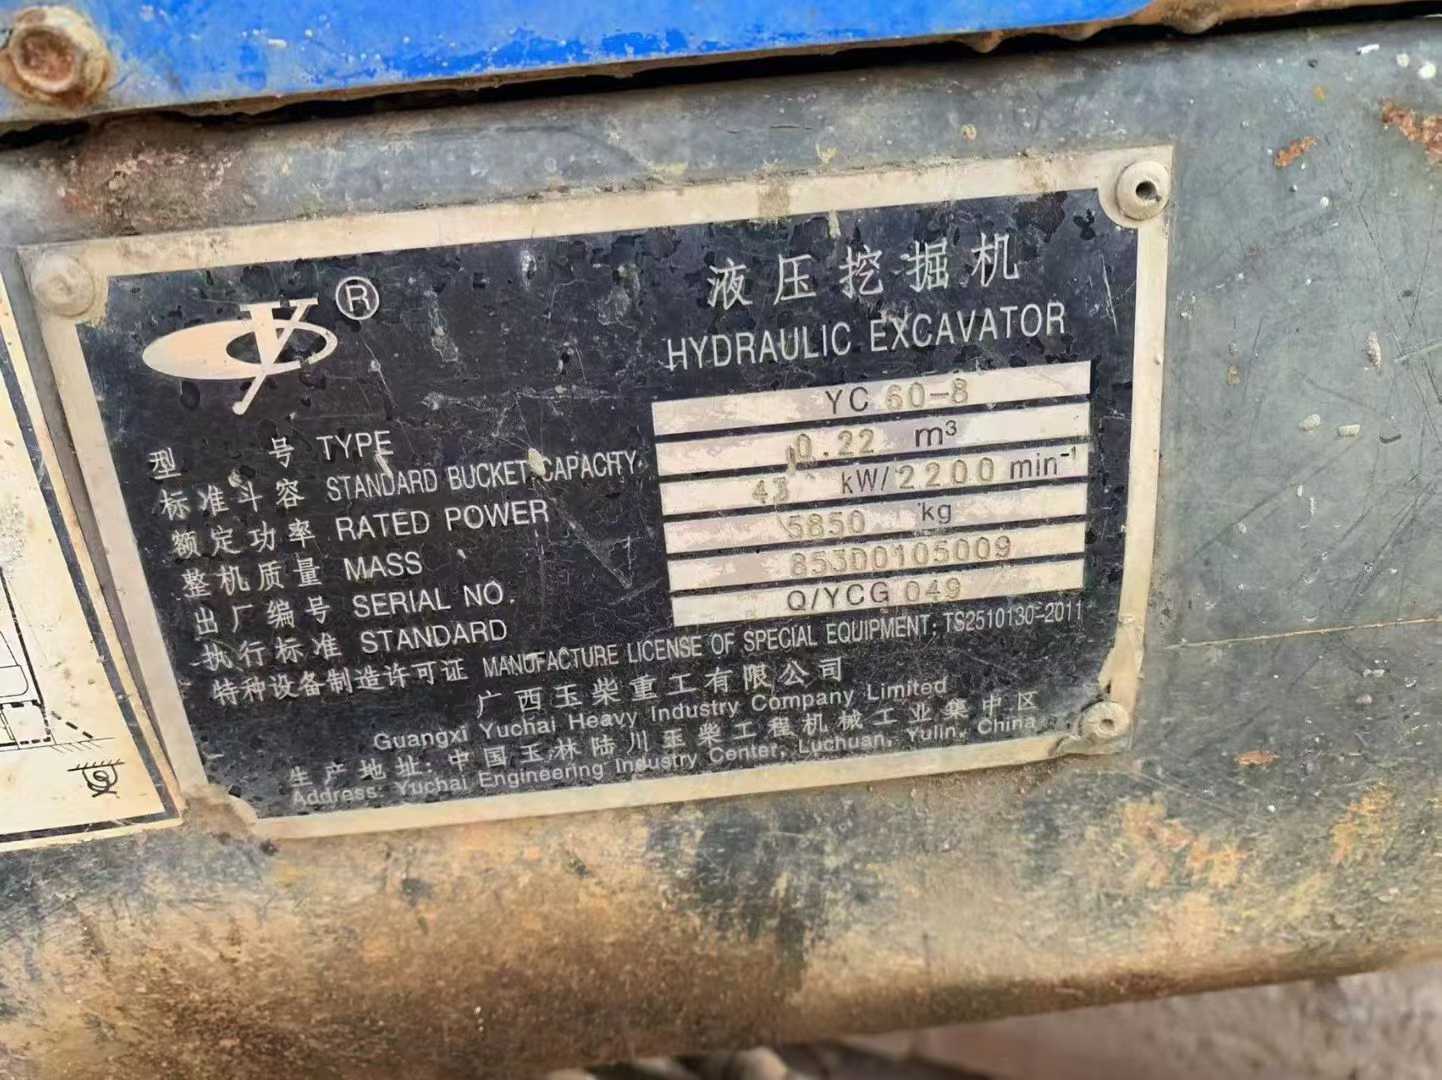 ®
液压挖掘机
HYDRAULIC EXCAVATOR
型 号 TYPE YC 60-8
标准斗容 STANDARD BUCKET CAPACITY 0.22 m³
额定功率 RATED POWER 43 kW/2200 min⁻¹
整机质量 MASS 5850 kg
出厂编号 SERIAL NO. 85300105009
执行标准 STANDARD Q/YCG 049
特种设备制造许可证 MANUFACTURE LICENSE OF SPECIAL EQUIPMENT: TS2510130-2011
广西玉柴重工有限公司
Guangxi Yuchai Heavy Industry Company Limited
生产地址: 中国玉林陆川玉柴工程机械工业集中区
Address: Yuchai Engineering Industry Center, Luchuan, Yulin, China